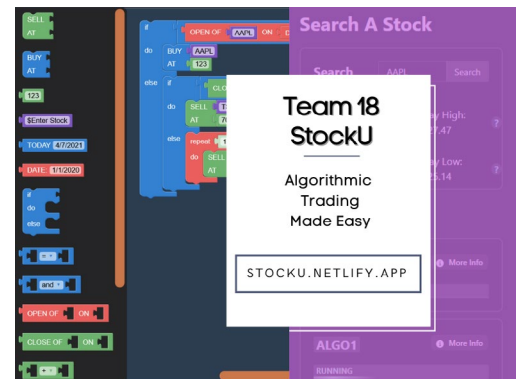 SELL
AT
BUY
AT
123
$Enter Stock
TODAY 4/7/2021
DATE 1/1/2020
if
do
else
=
and
OPEN OF ON
CLOSE OF ON
+
if
OPEN OF AAPL ON
do BUY AAPL
AT 123
else if
do SELL
AT
else repeat
do SELL
AT
Search A Stock
Search AAPL Search
Team 18
StockU
Algorithmic
Trading
Made Easy
STOCKU.NETLIFY.APP
High:
27.47
Low:
.14
More Info
ALGO1 More Info
RUNNING